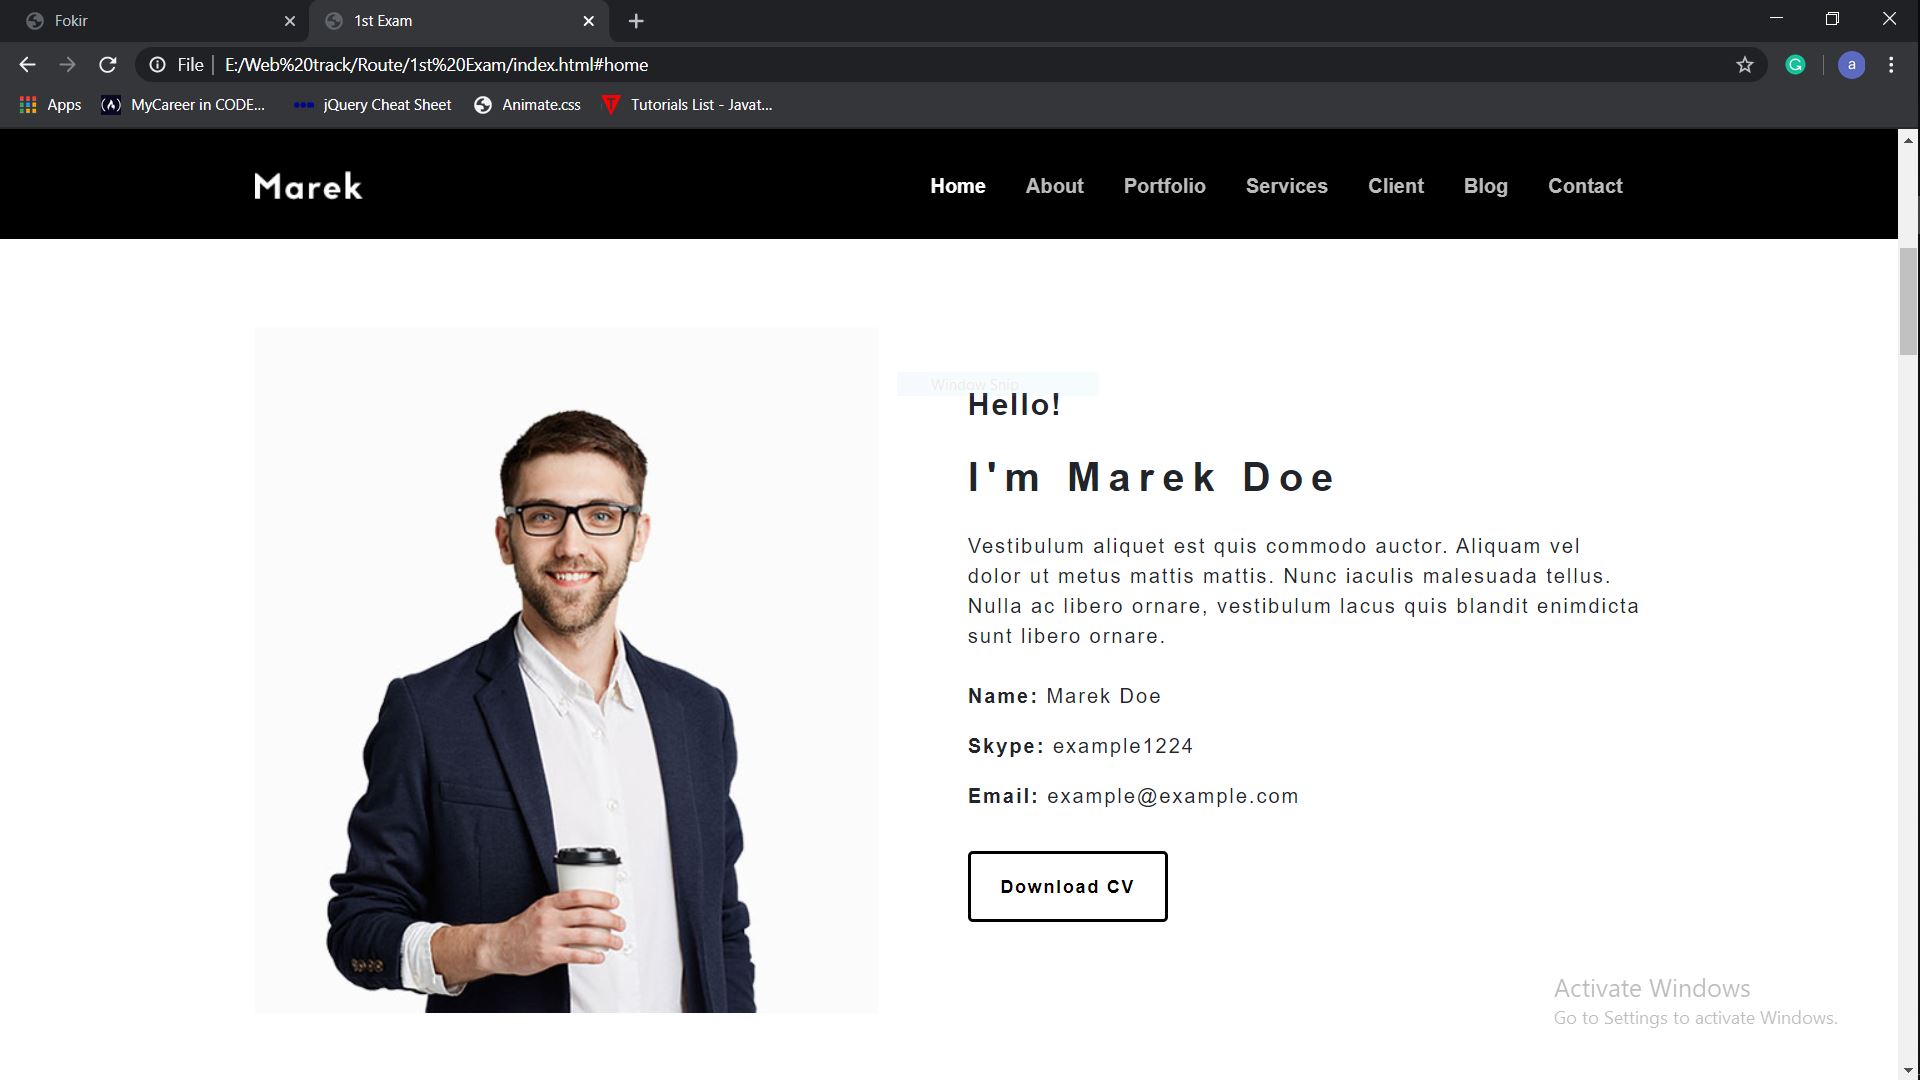 Fokir
1st Exam
File
E:/Web%20track/Route/1st%20Exam/index.html#home
a
Apps
MyCareer in CODE...
jQuery Cheat Sheet
Animate.css
Tutorials List - Javat...
Marek
Home About Portfolio Services Client Blog Contact
Window Snip
Hello!
I'm Marek Doe
Vestibulum aliquet est quis commodo auctor. Aliquam vel
dolor ut metus mattis mattis. Nunc iaculis malesuada tellus.
Nulla ac libero ornare, vestibulum lacus quis blandit enimdicta
sunt libero ornare.
Name: Marek Doe
Skype: example1224
Email: example@example.com
Download CV
Activate Windows
Go to Settings to activate Windows.